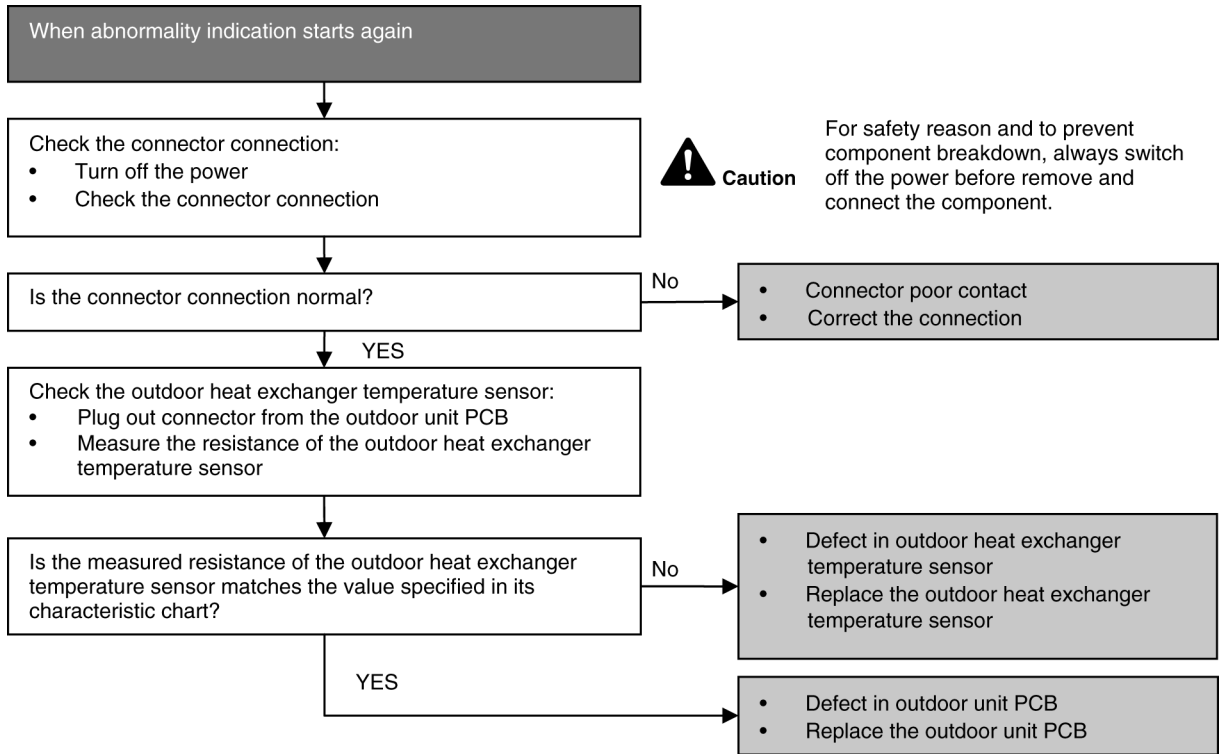 When abnormality indication starts again
Check the connector connection:
• Turn off the power
• Check the connector connection
Caution
For safety reason and to prevent
component breakdown, always switch
off the power before remove and
connect the component.
Is the connector connection normal?
No
• Connector poor contact
• Correct the connection
YES
Check the outdoor heat exchanger temperature sensor:
• Plug out connector from the outdoor unit PCB
• Measure the resistance of the outdoor heat exchanger
temperature sensor
Is the measured resistance of the outdoor heat exchanger
temperature sensor matches the value specified in its
characteristic chart?
No
• Defect in outdoor heat exchanger
temperature sensor
• Replace the outdoor heat exchanger
temperature sensor
YES
• Defect in outdoor unit PCB
• Replace the outdoor unit PCB